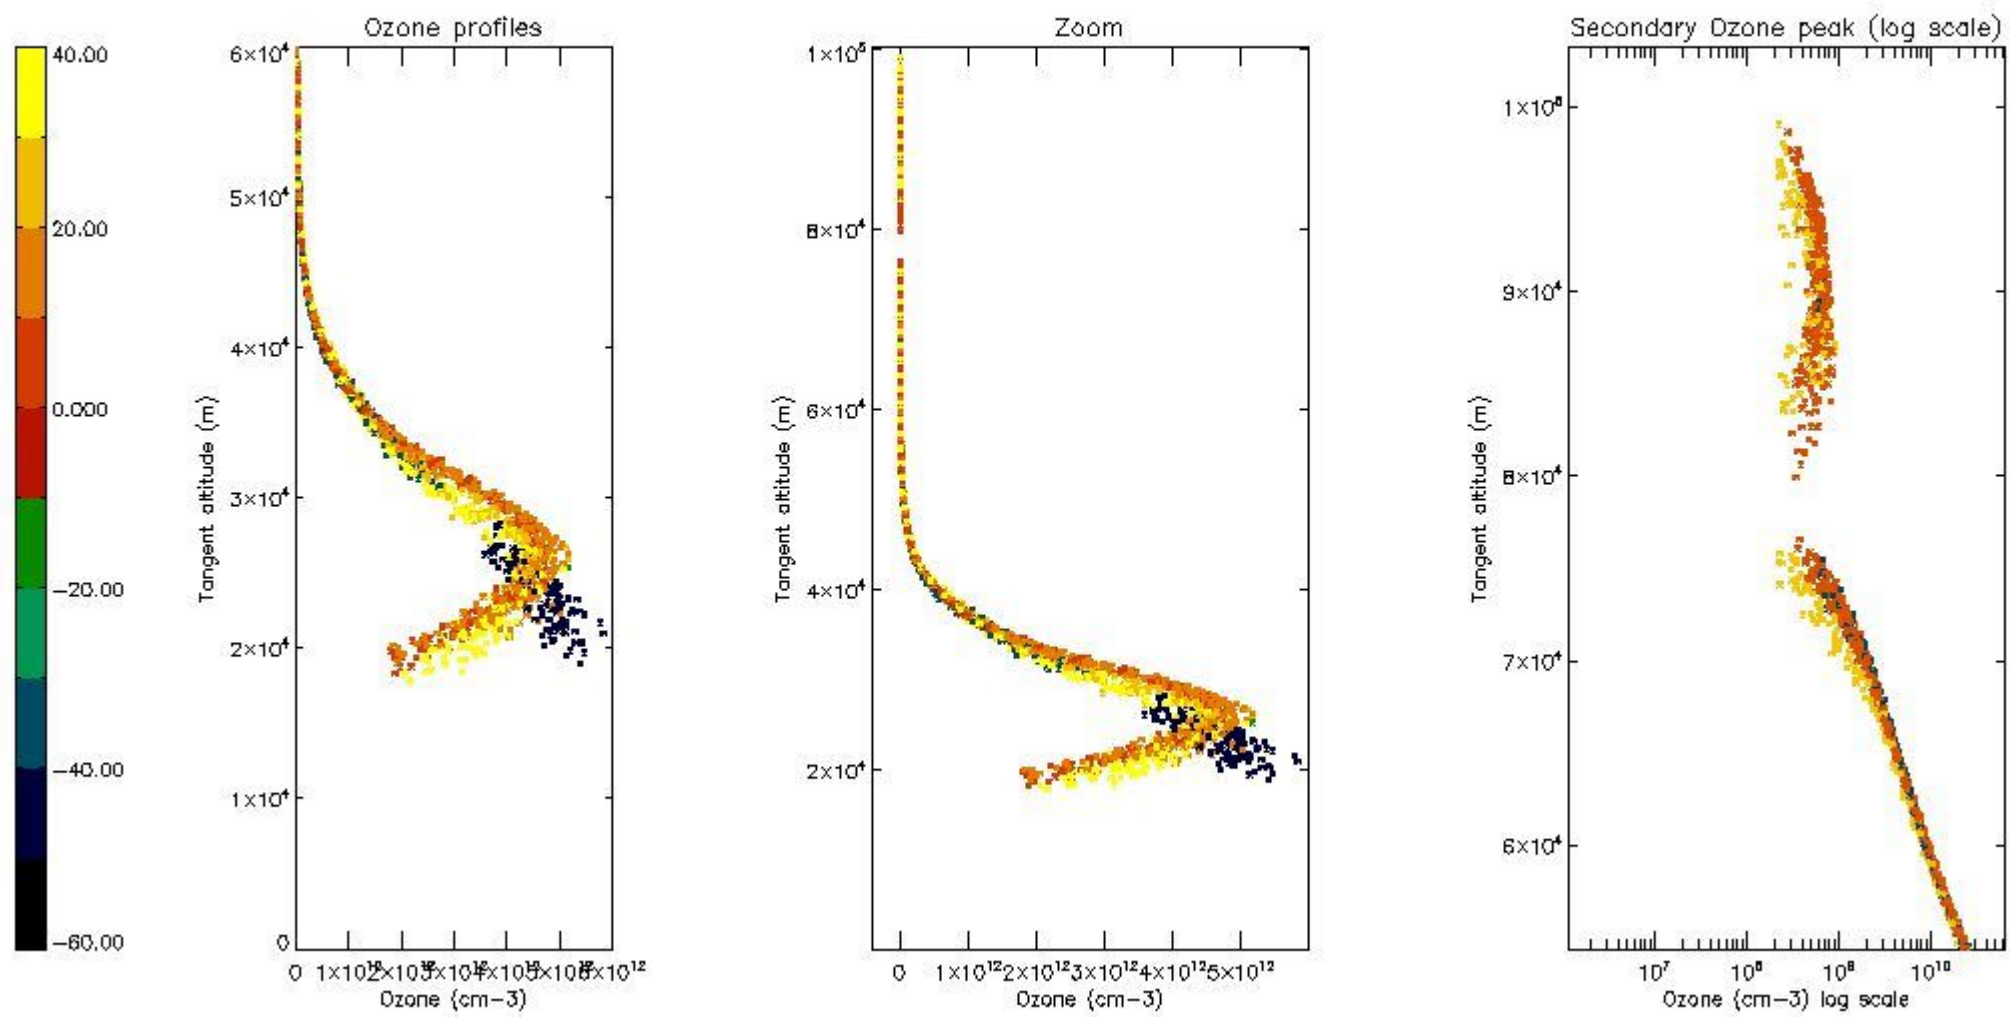 Ozone profiles
Zoom
Secondary Ozone peak (log scale)
40.00
20.00
0.000
−20.00
−40.00
−60.00
6×10⁴
5×10⁴
4×10⁴
3×10⁴
2×10⁴
1×10⁴
0
Tangent altitude (m)
0 1×10¹²
6×10¹²
Ozone (cm−3)
1×10⁵
8×10⁴
6×10⁴
4×10⁴
2×10⁴
Tangent altitude (m)
0 1×10¹² 2×10¹² 3×10¹² 4×10¹² 5×10¹²
Ozone (cm−3)
9×10⁴
8×10⁴
7×10⁴
6×10⁴
Tangent altitude (m)
10⁷ 10⁸ 10⁹ 10¹⁰
Ozone (cm−3) log scale